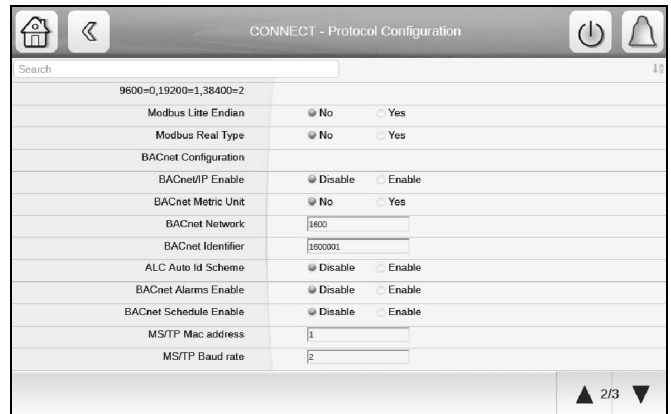 CONNECT - Protocol Configuration
Search
9600=0,19200=1,38400=2
Modbus Litte Endian No Yes
Modbus Real Type No Yes
BACnet Configuration
BACnet/IP Enable Disable Enable
BACnet Metric Unit No Yes
BACnet Network 1600
BACnet Identifier 1600001
ALC Auto Id Scheme Disable Enable
BACnet Alarms Enable Disable Enable
BACnet Schedule Enable Disable Enable
MS/TP Mac address 1
MS/TP Baud rate 2
2/3